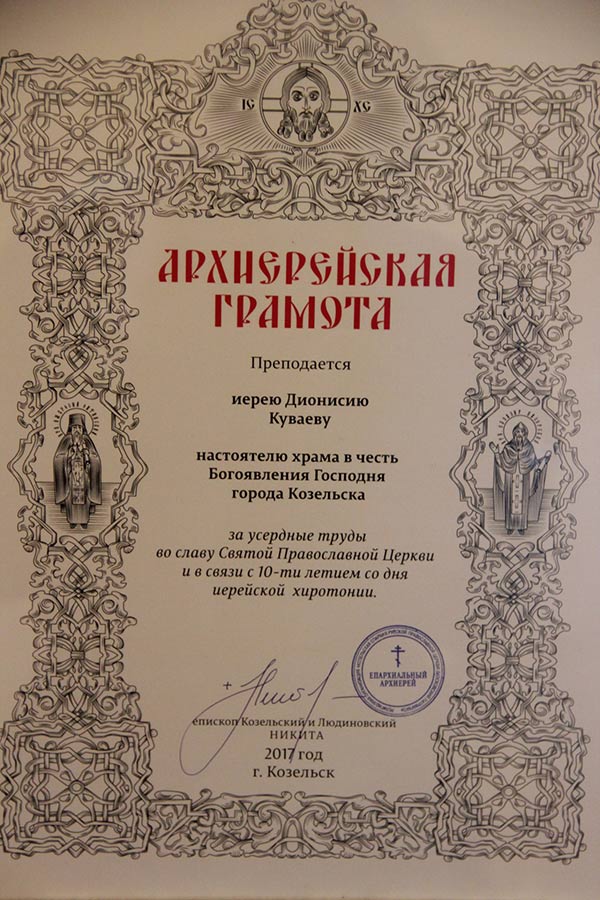 IC ХС
АРХИЕРЕЙСКАЯ
ГРАМОТА
Преподается
иерею Дионисию
Куваеву
настоятелю храма в честь
Богоявления Господня
города Козельска
за усердные труды
во славу Святой Православной Церкви
и в связи с 10-ти летием со дня
иерейской хиротонии.
ЕПАРХИАЛЬНЫЙ
АРХИЕРЕЙ
епископ Козельский и Людиновский
НИКИТА
2017 год
г. Козельск